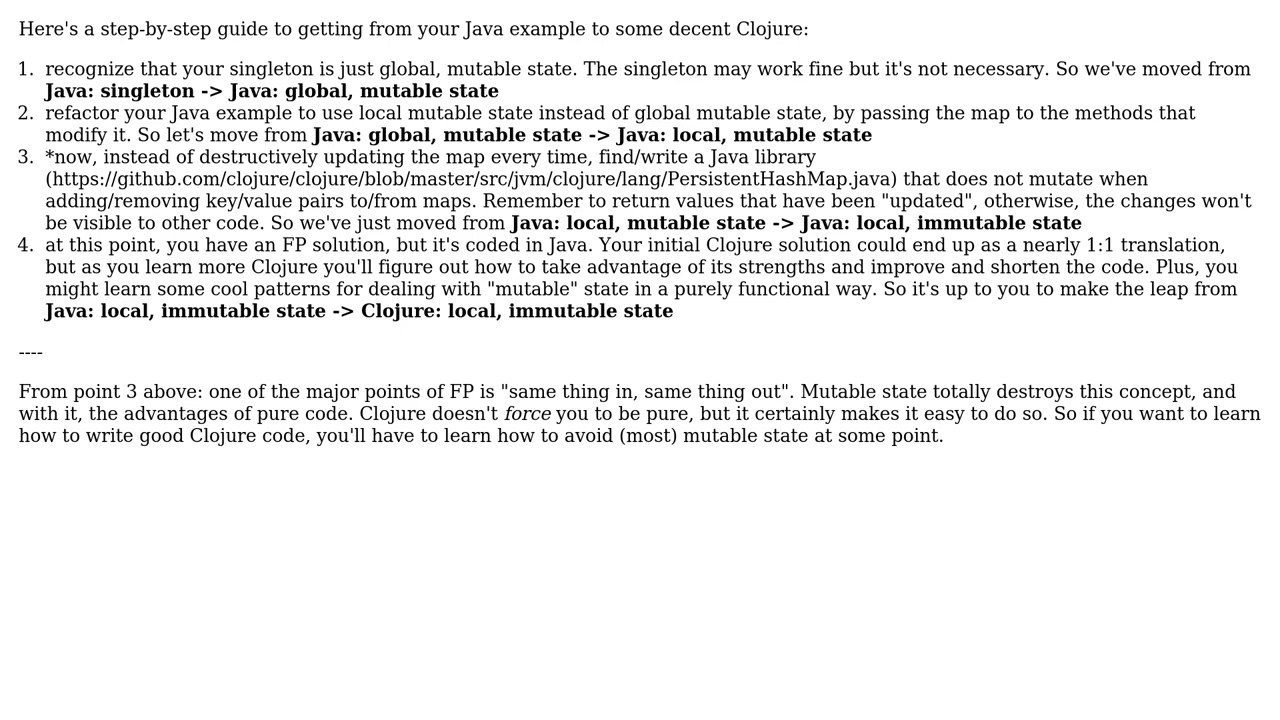 Here's a step-by-step guide to getting from your Java example to some decent Clojure:
1. recognize that your singleton is just global, mutable state. The singleton may work fine but it's not necessary. So we've moved from
Java: singleton -> Java: global, mutable state
2. refactor your Java example to use local mutable state instead of global mutable state, by passing the map to the methods that
modify it. So let's move from Java: global, mutable state -> Java: local, mutable state
3. *now, instead of destructively updating the map every time, find/write a Java library
(https://github.com/clojure/clojure/blob/master/src/jvm/clojure/lang/PersistentHashMap.java) that does not mutate when
adding/removing key/value pairs to/from maps. Remember to return values that have been "updated", otherwise, the changes won't
be visible to other code. So we've just moved from Java: local, mutable state -> Java: local, immutable state
4. at this point, you have an FP solution, but it's coded in Java. Your initial Clojure solution could end up as a nearly 1:1 translation,
but as you learn more Clojure you'll figure out how to take advantage of its strengths and improve and shorten the code. Plus, you
might learn some cool patterns for dealing with "mutable" state in a purely functional way. So it's up to you to make the leap from
Java: local, immutable state -> Clojure: local, immutable state
----
From point 3 above: one of the major points of FP is "same thing in, same thing out". Mutable state totally destroys this concept, and
with it, the advantages of pure code. Clojure doesn't force you to be pure, but it certainly makes it easy to do so. So if you want to learn
how to write good Clojure code, you'll have to learn how to avoid (most) mutable state at some point.